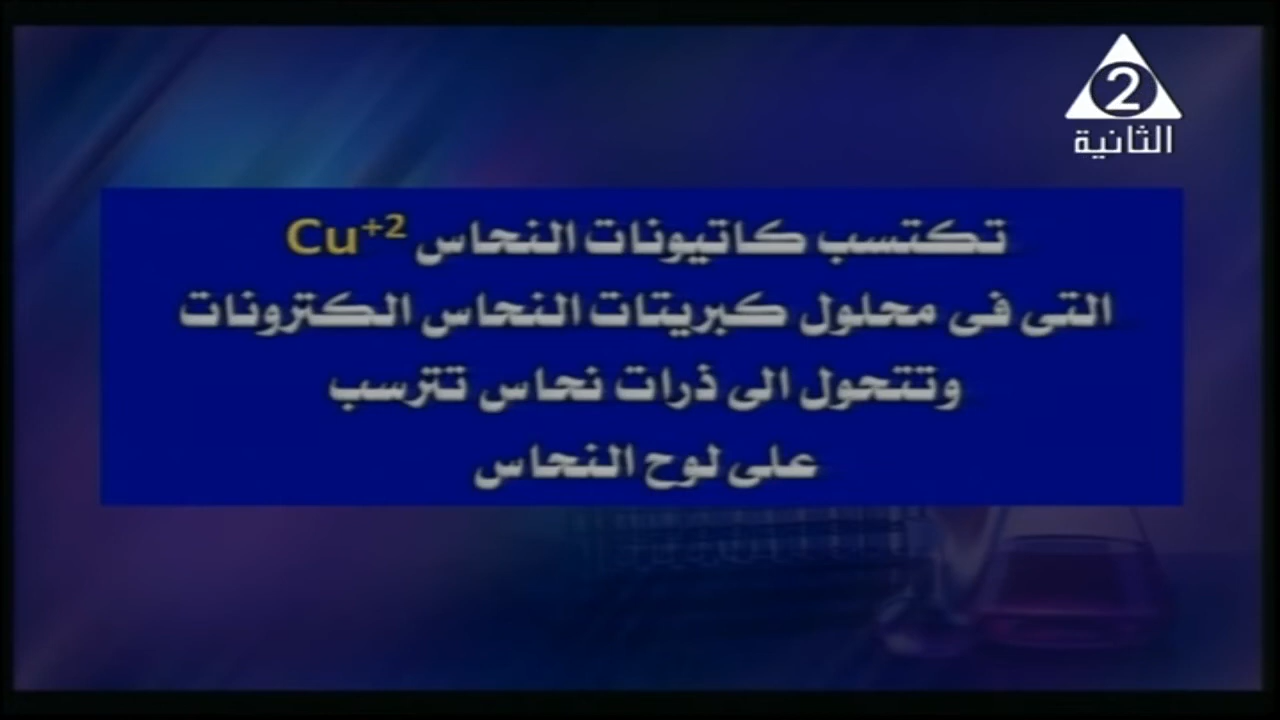 2
الثانية
تكتسب كاتيونات النحاس Cu⁺²
التى فى محلول كبريتات النحاس الكترونات
وتتحول الى ذرات نحاس تترسب
على لوح النحاس